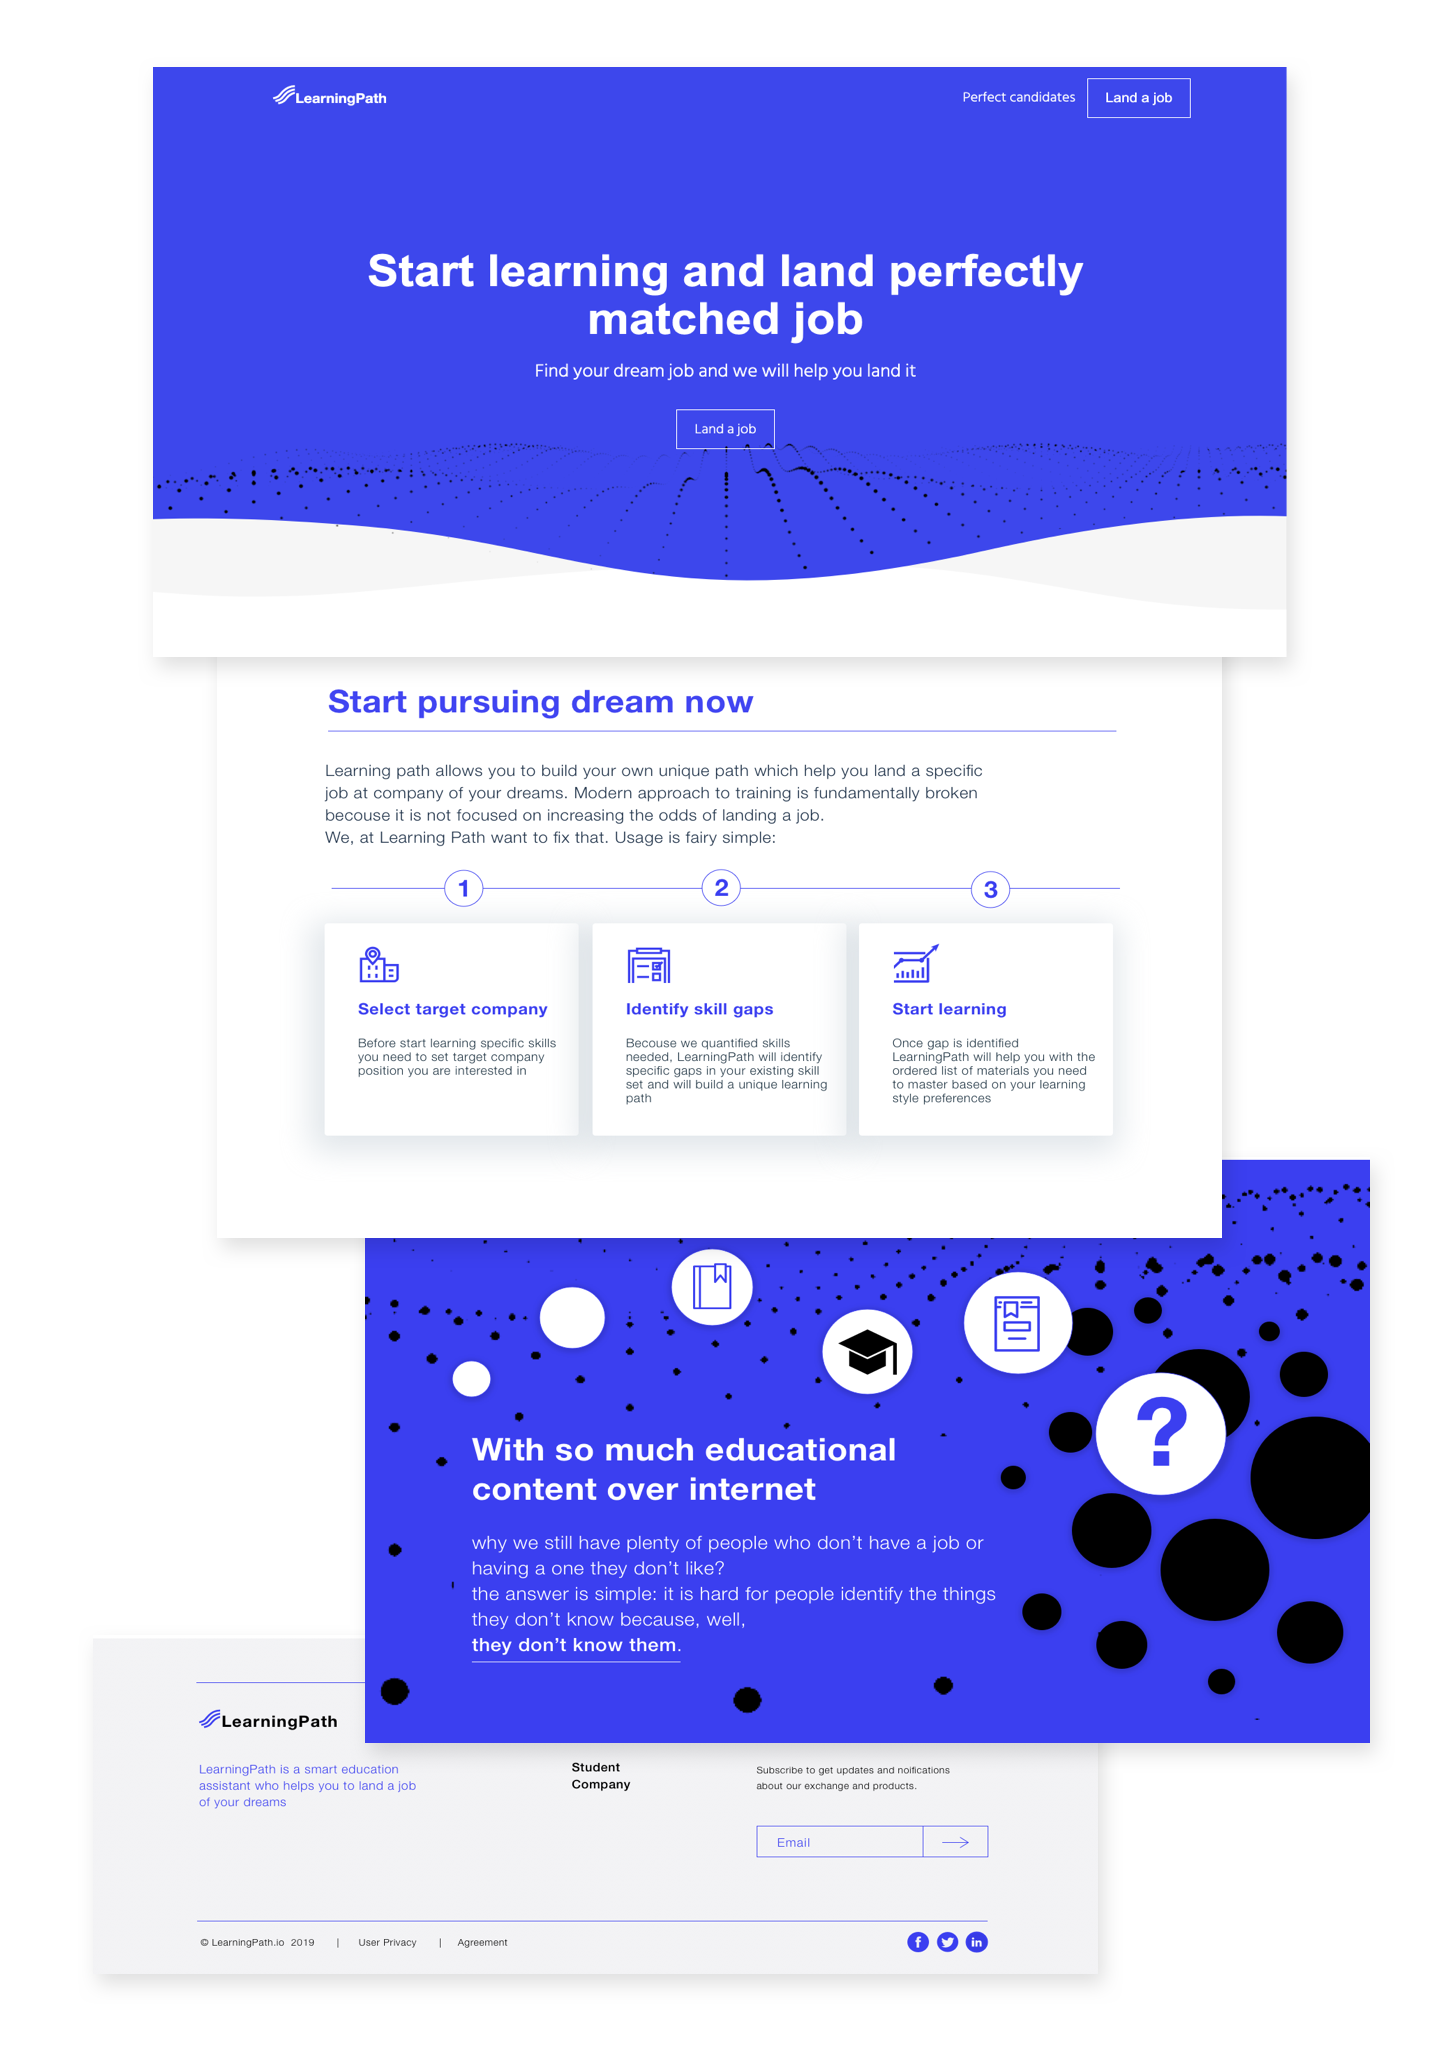 LearningPath
Perfect candidates
Land a job
Start learning and land perfectly
matched job
Find your dream job and we will help you land it
Land a job
Start pursuing dream now
Learning path allows you to build your own unique path which help you land a specific
job at company of your dreams. Modern approach to training is fundamentally broken
becouse it is not focused on increasing the odds of landing a job.
We, at Learning Path want to fix that. Usage is fairy simple:
1
2
3
Select target company
Before start learning specific skills
you need to set target company
position you are interested in
Identify skill gaps
Because we quantified skills
needed, LearningPath will identify
specific gaps in your existing skill
set and will build a unique learning
path
Start learning
Once gap is identified
LearningPath will help you with the
ordered list of materials you need
to master based on your learning
style preferences
?
With so much educational
content over internet
why we still have plenty of people who don't have a job or
having a one they don't like?
the answer is simple: it is hard for people identify the things
they don't know because, well,
they don't know them.
LearningPath
LearningPath is a smart education
assistant who helps you to land a job
of your dreams
Student
Company
Subscribe to get updates and noifications
about our exchange and products.
Email
© LearningPath.io 2019 | User Privacy | Agreement
f
in